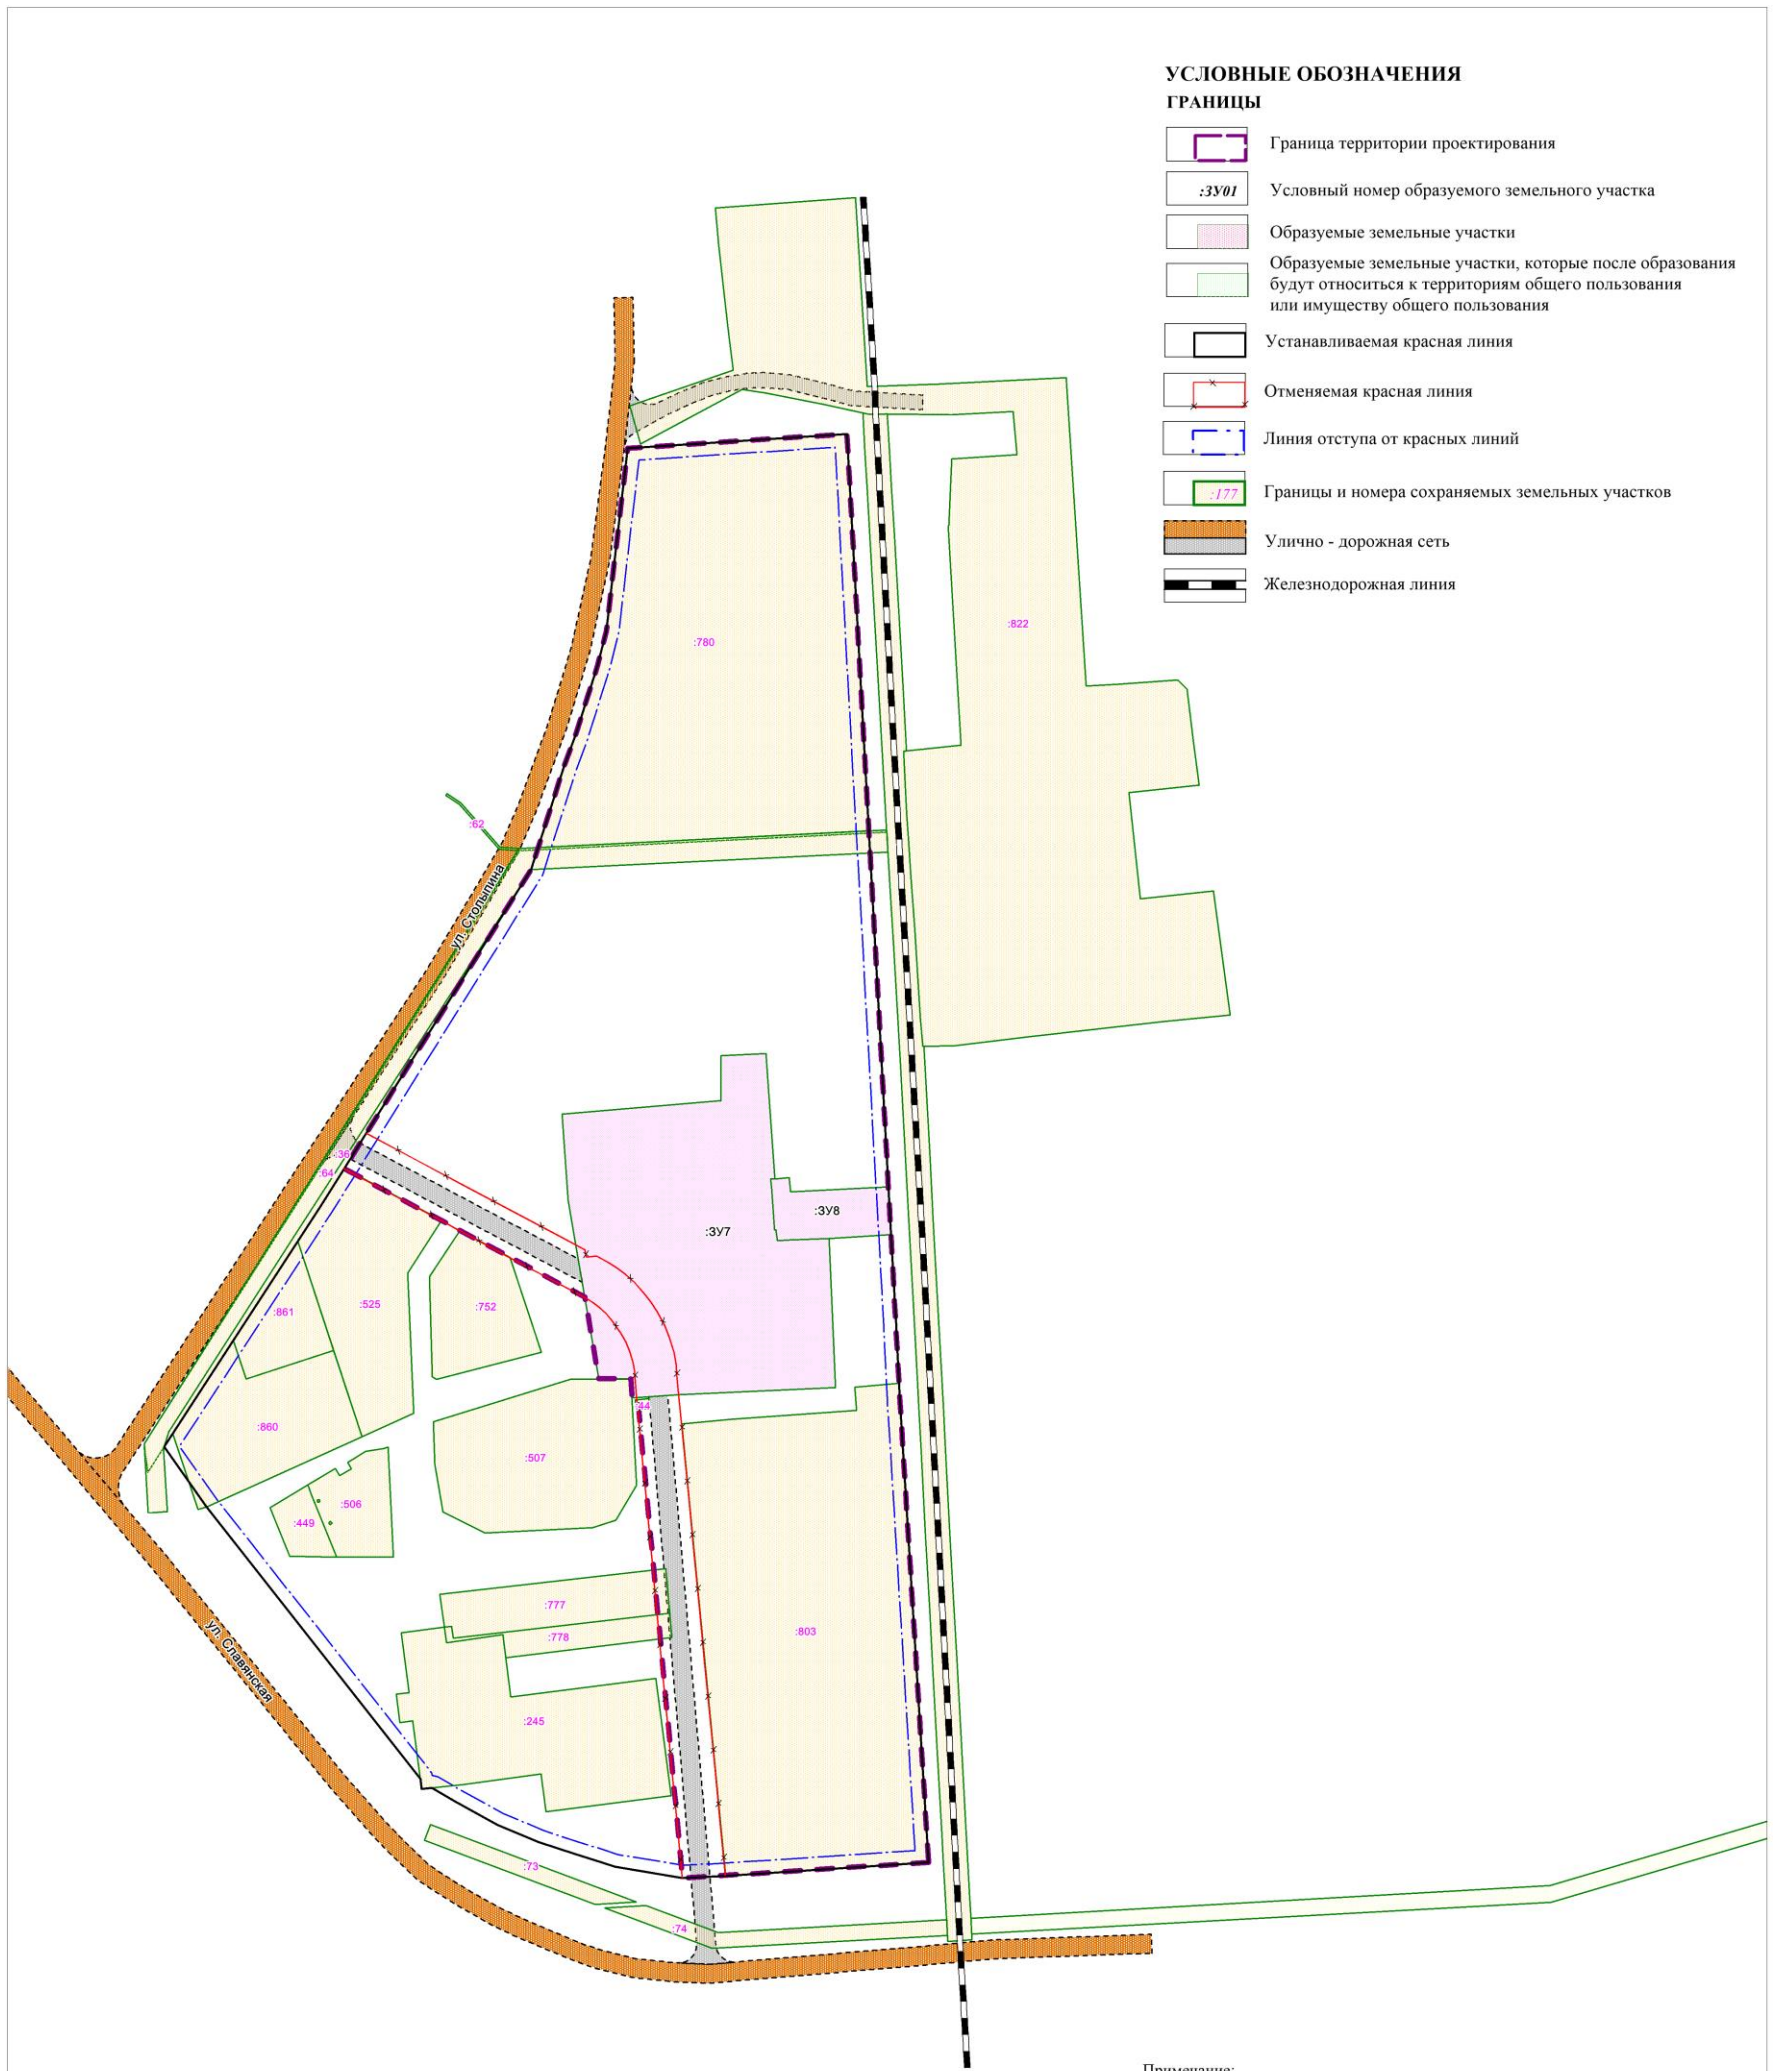 УСЛОВНЫЕ ОБОЗНАЧЕНИЯ
ГРАНИЦЫ
Граница территории проектирования
:ЗУ01
Условный номер образуемого земельного участка
Образуемые земельные участки
Образуемые земельные участки, которые после образования
будут относиться к территориям общего пользования
или имуществу общего пользования
Устанавливаемая красная линия
Отменяемая красная линия
Линия отступа от красных линий
:177
Границы и номера сохраняемых земельных участков
Улично - дорожная сеть
Железнодорожная линия
:822
:780
:62
ул. Столыпина
:36
:64
:ЗУ8
:ЗУ7
:861
:525
:752
:44
:860
:507
:506
:449
:777
:778
:803
ул. Славянская
:245
:73
:74
Примечание: